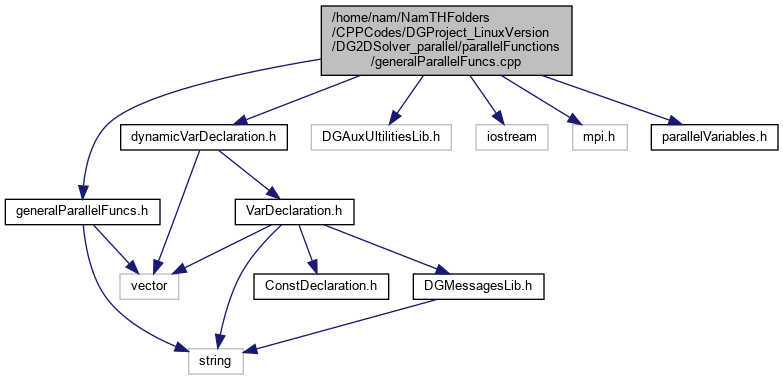 /home/nam/NamTHFolders
/CPPCodes/DGProject_LinuxVersion
/DG2DSolver_parallel/parallelFunctions
/generalParallelFuncs.cpp
dynamicVarDeclaration.h
DGAuxUltilitiesLib.h
iostream
mpi.h
parallelVariables.h
generalParallelFuncs.h
VarDeclaration.h
vector
ConstDeclaration.h
DGMessagesLib.h
string